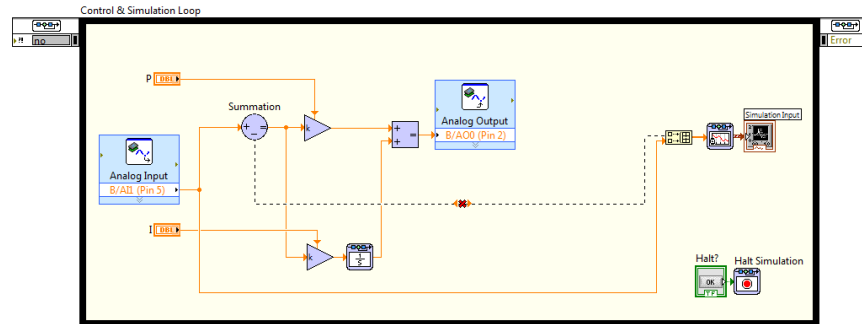 Control & Simulation Loop
no
Error
P
DBL
Summation
k
Analog Output
B/AO0 (Pin 2)
Simulation Input
Analog Input
B/AI1 (Pin 5)
I
DBL
k
1
s
Halt?
Halt Simulation
OK
TF